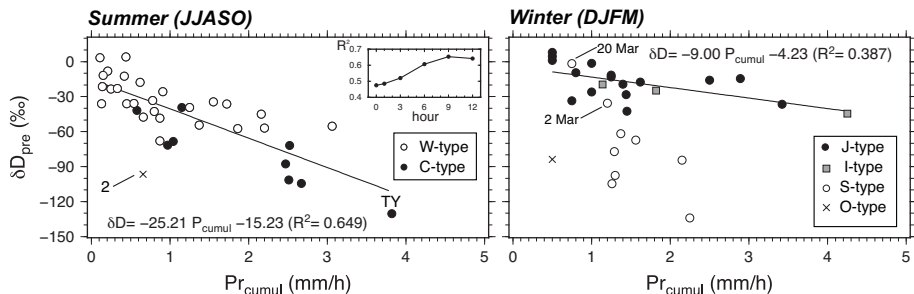 Summer (JJASO)
R²
0.7
0.6
0.5
0.4
0 3 6 9 12
hour
W-type
C-type
2
TY
δD= −25.21 Pcumul −15.23 (R²= 0.649)
0
−30
−60
−90
−120
−150
δDpre (‰)
0 1 2 3 4 5
Prcumul (mm/h)
Winter (DJFM)
20 Mar
δD= −9.00 Pcumul −4.23 (R²= 0.387)
2 Mar
J-type
I-type
S-type
O-type
0 1 2 3 4 5
Prcumul (mm/h)